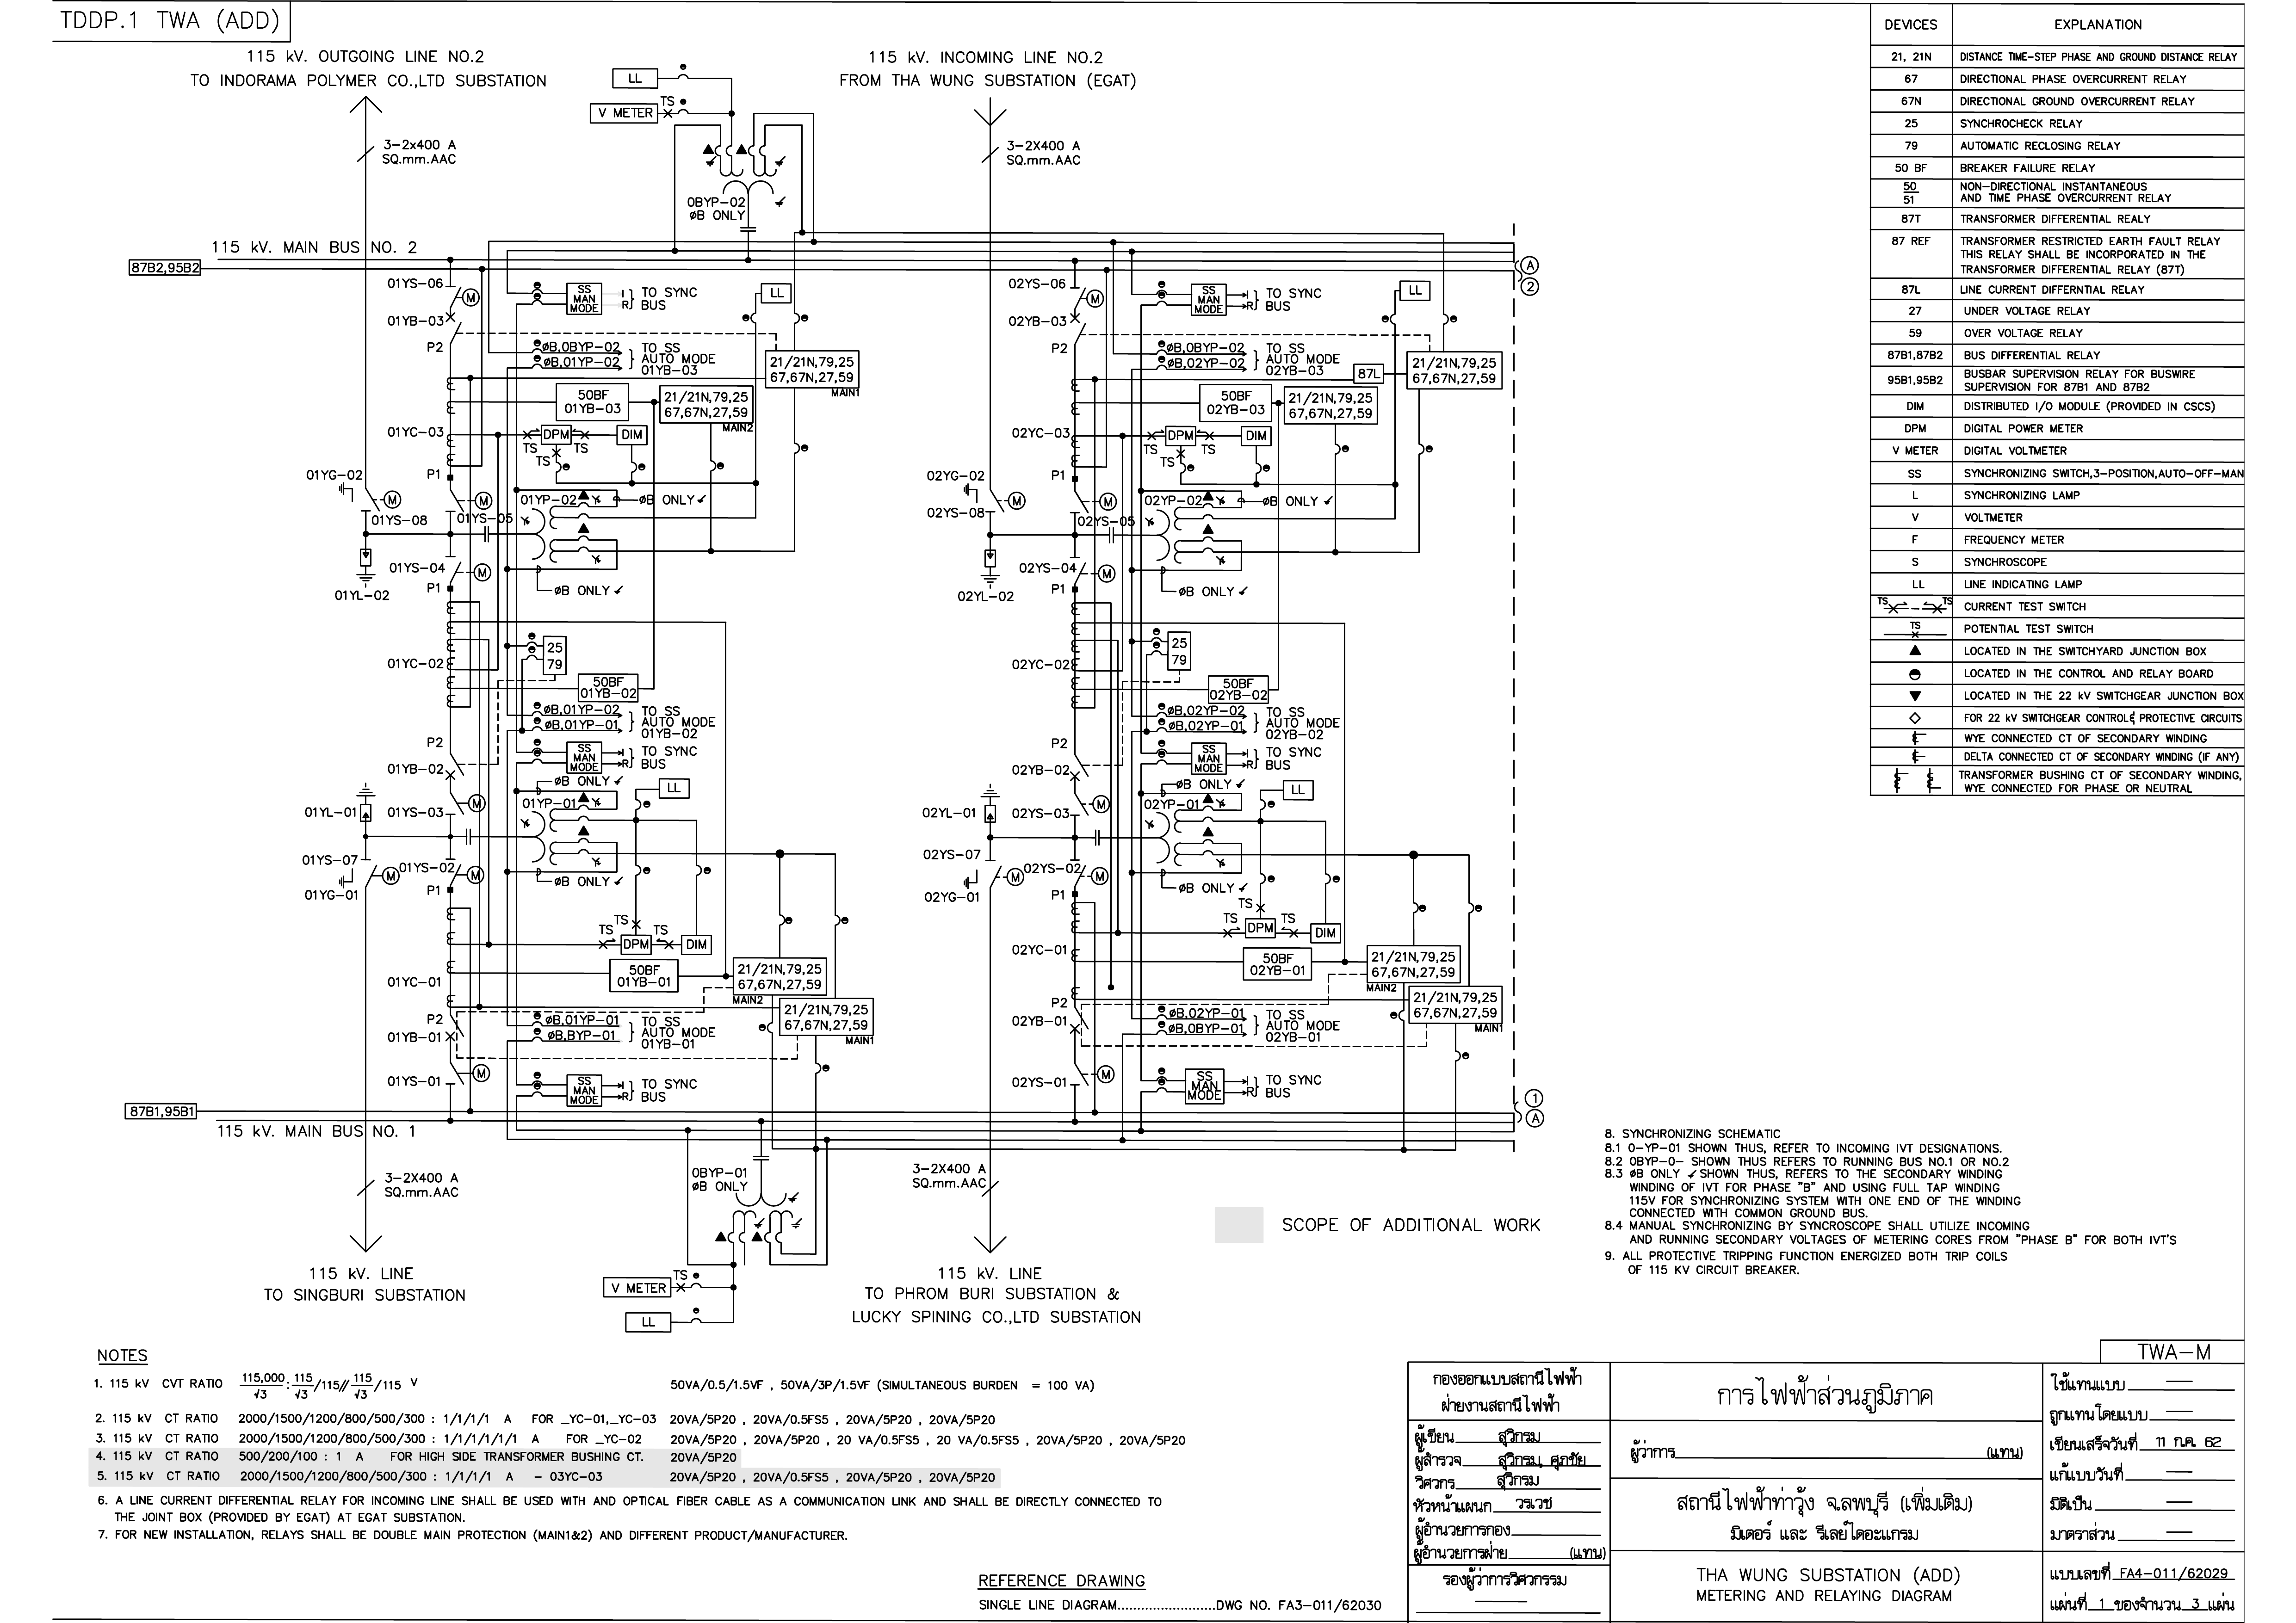 TDDP.1 TWA (ADD)
115 kV. OUTGOING LINE NO.2
TO INDORAMA POLYMER CO.,LTD SUBSTATION
115 kV. INCOMING LINE NO.2
FROM THA WUNG SUBSTATION (EGAT)
LL
TS
V METER
3-2x400 A
SQ.mm.AAC
3-2X400 A
SQ.mm.AAC
0BYP-02
øB ONLY
115 kV. MAIN BUS NO. 2
87B2,95B2
A
2
01YS-06
M
SS
MAN
MODE
I
R
TO SYNC
BUS
LL
01YB-03
P2
øB,0BYP-02
øB,01YP-02
TO SS
AUTO MODE
01YB-03
21/21N,79,25
67,67N,27,59
MAIN1
50BF
01YB-03
21/21N,79,25
67,67N,27,59
MAIN2
01YC-03
DPM
DIM
TS
TS
TS
P1
01YG-02
M
M
01YS-08
01YS-05
01YP-02
øB ONLY
01YS-04
M
P1
øB ONLY
01YL-02
25
79
01YC-02
50BF
01YB-02
øB,01YP-02
øB,01YP-01
TO SS
AUTO MODE
01YB-02
P2
SS
MAN
MODE
I
R
TO SYNC
BUS
01YB-02
øB ONLY
LL
01YL-01
01YS-03
M
01YP-01
01YS-07
01YS-02
M
M
01YG-01
P1
øB ONLY
TS
TS
TS
DPM
DIM
01YC-01
50BF
01YB-01
21/21N,79,25
67,67N,27,59
MAIN2
21/21N,79,25
67,67N,27,59
MAIN1
P2
01YB-01
øB,01YP-01
øB,BYP-01
TO SS
AUTO MODE
01YB-01
01YS-01
M
SS
MAN
MODE
I
R
TO SYNC
BUS
02YS-06
M
SS
MAN
MODE
I
R
TO SYNC
BUS
LL
02YB-03
P2
øB,0BYP-02
øB,02YP-02
TO SS
AUTO MODE
02YB-03
87L
21/21N,79,25
67,67N,27,59
50BF
02YB-03
21/21N,79,25
67,67N,27,59
02YC-03
DPM
DIM
TS
TS
TS
P1
02YG-02
M
M
02YS-08
02YS-05
02YP-02
øB ONLY
02YS-04
M
P1
øB ONLY
02YL-02
25
79
02YC-02
50BF
02YB-02
øB,02YP-02
øB,02YP-01
TO SS
AUTO MODE
02YB-02
P2
SS
MAN
MODE
I
R
TO SYNC
BUS
02YB-02
øB ONLY
LL
02YL-01
02YS-03
M
02YP-01
02YS-07
02YS-02
M
M
02YG-01
P1
øB ONLY
TS
TS
TS
DPM
DIM
02YC-01
50BF
02YB-01
21/21N,79,25
67,67N,27,59
MAIN2
21/21N,79,25
67,67N,27,59
MAIN1
P2
02YB-01
øB,02YP-01
øB,0BYP-01
TO SS
AUTO MODE
02YB-01
02YS-01
M
SS
MAN
MODE
I
R
TO SYNC
BUS
87B1,95B1
115 kV. MAIN BUS NO. 1
1
A
3-2X400 A
SQ.mm.AAC
0BYP-01
øB ONLY
3-2X400 A
SQ.mm.AAC
SCOPE OF ADDITIONAL WORK
TS
V METER
LL
115 kV. LINE
TO SINGBURI SUBSTATION
115 kV. LINE
TO PHROM BURI SUBSTATION &
LUCKY SPINING CO.,LTD SUBSTATION
DEVICES EXPLANATION
21, 21N DISTANCE TIME-STEP PHASE AND GROUND DISTANCE RELAY
67 DIRECTIONAL PHASE OVERCURRENT RELAY
67N DIRECTIONAL GROUND OVERCURRENT RELAY
25 SYNCHROCHECK RELAY
79 AUTOMATIC RECLOSING RELAY
50 BF BREAKER FAILURE RELAY
50 NON-DIRECTIONAL INSTANTANEOUS
51 AND TIME PHASE OVERCURRENT RELAY
87T TRANSFORMER DIFFERENTIAL REALY
87 REF TRANSFORMER RESTRICTED EARTH FAULT RELAY
THIS RELAY SHALL BE INCORPORATED IN THE
TRANSFORMER DIFFERENTIAL RELAY (87T)
87L LINE CURRENT DIFFERTIAL RELAY
27 UNDER VOLTAGE RELAY
59 OVER VOLTAGE RELAY
87B1,87B2 BUS DIFFERENTIAL RELAY
95B1,95B2 BUSBAR SUPERVISION RELAY FOR BUSWIRE
SUPERVISION FOR 87B1 AND 87B2
DIM DISTRIBUTED I/O MODULE (PROVIDED IN CSCS)
DPM DIGITAL POWER METER
V METER DIGITAL VOLTMETER
SS SYNCHRONIZING SWITCH,3-POSITION,AUTO-OFF-MAN
L SYNCHRONIZING LAMP
V VOLTMETER
F FREQUENCY METER
S SYNCHROSCOPE
LL LINE INDICATING LAMP
TS TS CURRENT TEST SWITCH
TS POTENTIAL TEST SWITCH
LOCATED IN THE SWITCHYARD JUNCTION BOX
LOCATED IN THE CONTROL AND RELAY BOARD
LOCATED IN THE 22 kV SWITCHGEAR JUNCTION BOX
FOR 22 kV SWITCHGEAR CONTROL& PROTECTIVE CIRCUITS
WYE CONNECTED CT OF SECONDARY WINDING
DELTA CONNECTED CT OF SECONDARY WINDING (IF ANY)
TRANSFORMER BUSHING CT OF SECONDARY WINDING,
WYE CONNECTED FOR PHASE OR NEUTRAL
8. SYNCHRONIZING SCHEMATIC
8.1 0-YP-01 SHOWN THUS, REFER TO INCOMING IVT DESIGNATIONS.
8.2 0BYP-0- SHOWN THUS REFERS TO RUNNING BUS NO.1 OR NO.2
8.3 øB ONLY ✓ SHOWN THUS, REFERS TO THE SECONDARY WINDING
WINDING OF IVT FOR PHASE "B" AND USING FULL TAP WINDING
115V FOR SYNCHRONIZING SYSTEM WITH ONE END OF THE WINDING
CONNECTED WITH COMMON GROUND BUS.
8.4 MANUAL SYNCHRONIZING BY SYNCROSCOPE SHALL UTILIZE INCOMING
AND RUNNING SECONDARY VOLTAGES OF METERING CORES FROM "PHASE B" FOR BOTH IVT'S
9. ALL PROTECTIVE TRIPPING FUNCTION ENERGIZED BOTH TRIP COILS
OF 115 KV CIRCUIT BREAKER.
NOTES
1. 115 kV CVT RATIO 115,000/√3 : 115/√3 /115// 115/√3 /115 V 50VA/0.5/1.5VF , 50VA/3P/1.5VF (SIMULTANEOUS BURDEN = 100 VA)
2. 115 kV CT RATIO 2000/1500/1200/800/500/300 : 1/1/1/1 A FOR _YC-01,_YC-03 20VA/5P20 , 20VA/0.5FS5 , 20VA/5P20 , 20VA/5P20
3. 115 kV CT RATIO 2000/1500/1200/800/500/300 : 1/1/1/1/1/1 A FOR _YC-02 20VA/5P20 , 20VA/5P20 , 20 VA/0.5FS5 , 20 VA/0.5FS5 , 20VA/5P20 , 20VA/5P20
4. 115 kV CT RATIO 500/200/100 : 1 A FOR HIGH SIDE TRANSFORMER BUSHING CT. 20VA/5P20
5. 115 kV CT RATIO 2000/1500/1200/800/500/300 : 1/1/1/1 A - 03YC-03 20VA/5P20 , 20VA/0.5FS5 , 20VA/5P20 , 20VA/5P20
6. A LINE CURRENT DIFFERENTIAL RELAY FOR INCOMING LINE SHALL BE USED WITH AND OPTICAL FIBER CABLE AS A COMMUNICATION LINK AND SHALL BE DIRECTLY CONNECTED TO
THE JOINT BOX (PROVIDED BY EGAT) AT EGAT SUBSTATION.
7. FOR NEW INSTALLATION, RELAYS SHALL BE DOUBLE MAIN PROTECTION (MAIN1&2) AND DIFFERENT PRODUCT/MANUFACTURER.
REFERENCE DRAWING
SINGLE LINE DIAGRAM.........................DWG NO. FA3-011/62030
TWA-M
กองออกแบบสถานีไฟฟ้า
ฝ่ายงานสถานีไฟฟ้า
ผู้เขียน สุวิกรม
ผู้สำรวจ สุวิกรม, ศุภชัย
วิศวกร สุวิกรม
หัวหน้าแผนก วรเวช
ผู้อำนวยการกอง
ผู้อำนวยการฝ่าย (แทน)
รองผู้ว่าการวิศวกรรม
การไฟฟ้าส่วนภูมิภาค
ผู้ว่าการ (แทน)
สถานีไฟฟ้าท่าวุ้ง จ.ลพบุรี (เพิ่มเติม)
มิเตอร์ และ รีเลย์ไดอะแกรม
THA WUNG SUBSTATION (ADD)
METERING AND RELAYING DIAGRAM
ใช้แทนแบบ
ถูกแทนโดยแบบ
เขียนเสร็จวันที่ 11 ก.ค. 62
แก้แบบวันที่
มิติเป็น
มาตราส่วน
แบบเลขที่ FA4-011/62029
แผ่นที่ 1 ของจำนวน 3 แผ่น